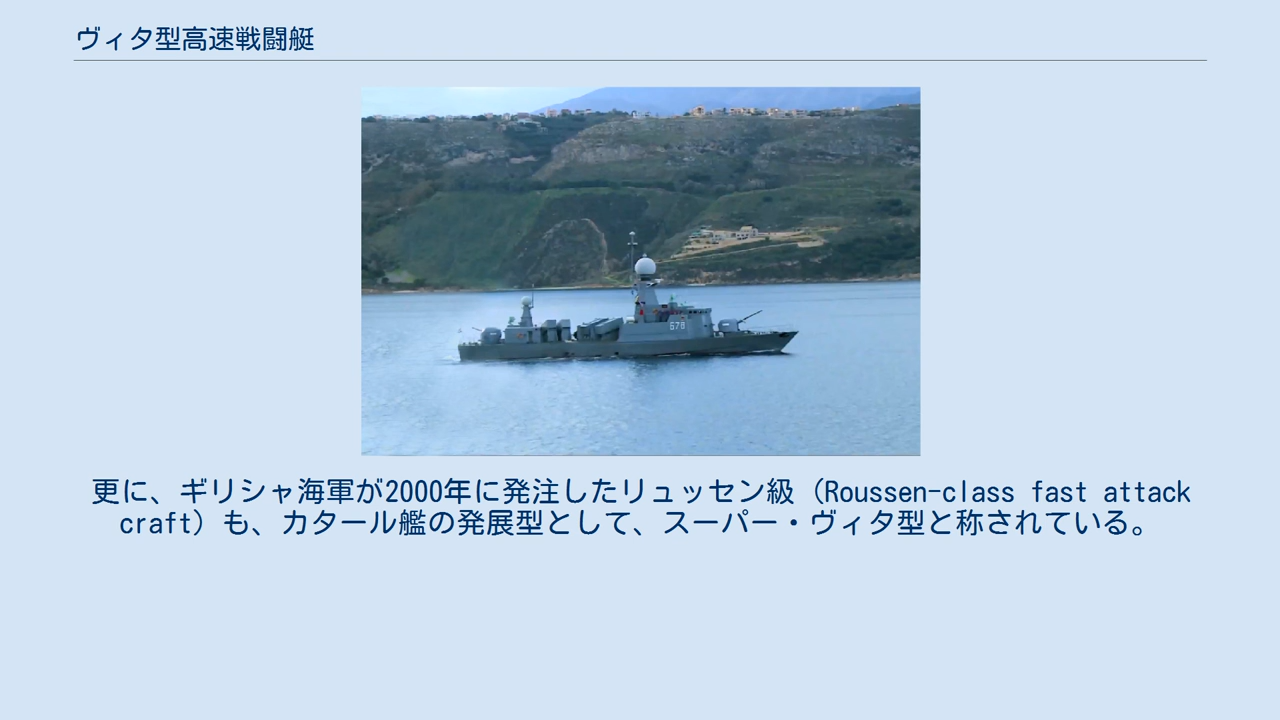 ヴィタ型高速戦闘艇
678
更に、ギリシャ海軍が2000年に発注したリュッセン級（Roussen-class fast attack
craft）も、カタール艦の発展型として、スーパー・ヴィタ型と称されている。